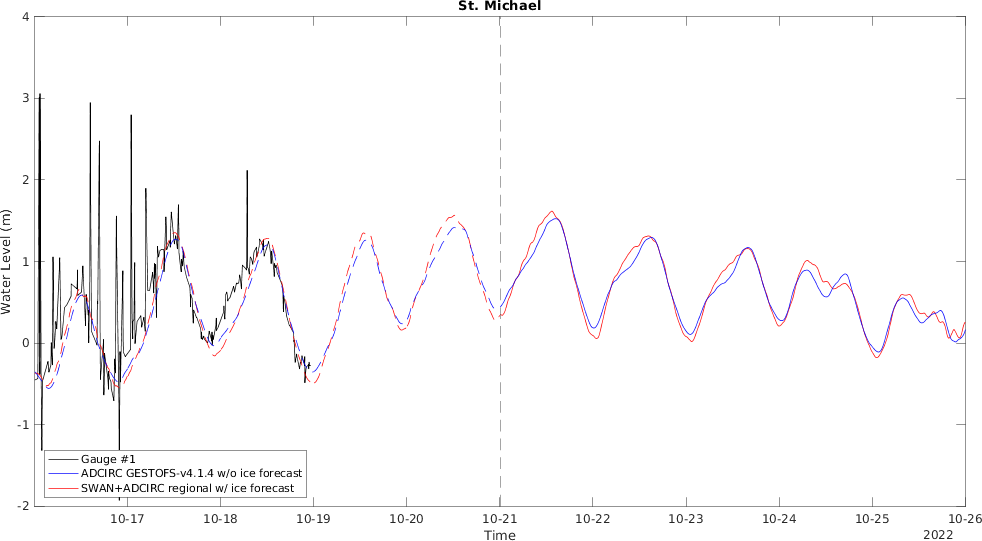 St. Michael
4
3
2
1
0
-1
-2
Water Level (m)
Gauge #1
ADCIRC GESTOFS-v4.1.4 w/o ice forecast
SWAN+ADCIRC regional w/ ice forecast
10-17 10-18 10-19 10-20 10-21 10-22 10-23 10-24 10-25 10-26
Time
2022